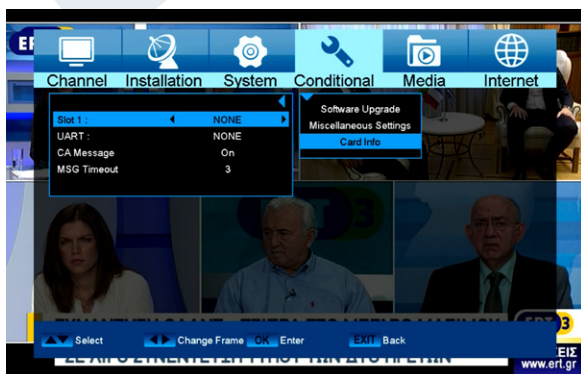 Channel Installation System Conditional Media Internet
Software Upgrade
Miscellaneous Settings
Card Info
Slot 1 : NONE
UART : NONE
CA Message On
MSG Timeout 3
Select Change Frame OK Enter EXIT Back
www.ert.gr